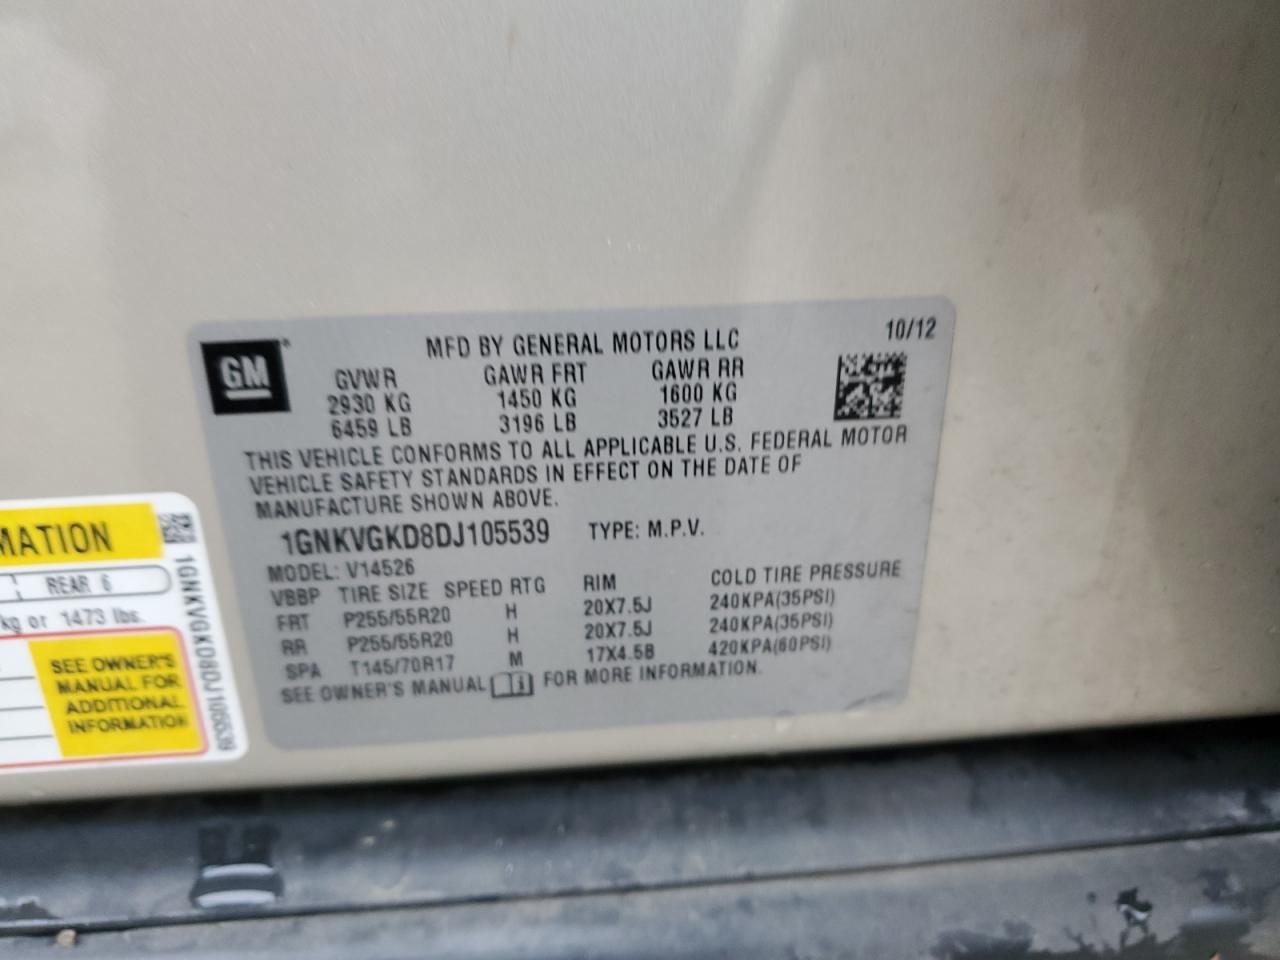 GM
MFD BY GENERAL MOTORS LLC 10/12
GVWR GAWR FRT GAWR RR
2930 KG 1450 KG 1600 KG
6459 LB 3196 LB 3527 LB
THIS VEHICLE CONFORMS TO ALL APPLICABLE U.S. FEDERAL MOTOR
VEHICLE SAFETY STANDARDS IN EFFECT ON THE DATE OF
MANUFACTURE SHOWN ABOVE.
1GNKVGKD8DJ105539 TYPE: M.P.V.
MODEL: V14526
VBBP TIRE SIZE SPEED RTG RIM COLD TIRE PRESSURE
FRT P255/55R20 H 20X7.5J 240KPA(35PSI)
RR P255/55R20 H 20X7.5J 240KPA(35PSI)
SPA T145/70R17 M 17X4.5B 420KPA(60PSI)
SEE OWNER'S MANUAL FOR MORE INFORMATION.
MATION
REAR 6
kg or 1473 lbs.
SEE OWNER'S
MANUAL FOR
ADDITIONAL
INFORMATION
1GNKVGKD8DJ105539